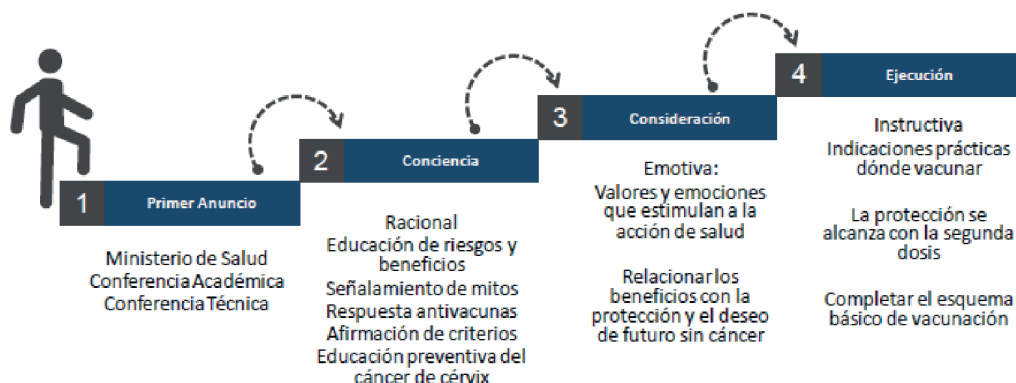 1
Primer Anuncio
Ministerio de Salud
Conferencia Académica
Conferencia Técnica
2
Conciencia
Racional
Educación de riesgos y
beneficios
Señalamiento de mitos
Respuesta antivacunas
Afirmación de criterios
Educación preventiva del
cáncer de cérvix
3
Consideración
Emotiva:
Valores y emociones
que estimulan a la
acción de salud
Relacionar los
beneficios con la
protección y el deseo
de futuro sin cáncer
4
Ejecución
Instructiva
Indicaciones prácticas
dónde vacunar
La protección se
alcanza con la segunda
dosis
Completar el esquema
básico de vacunación